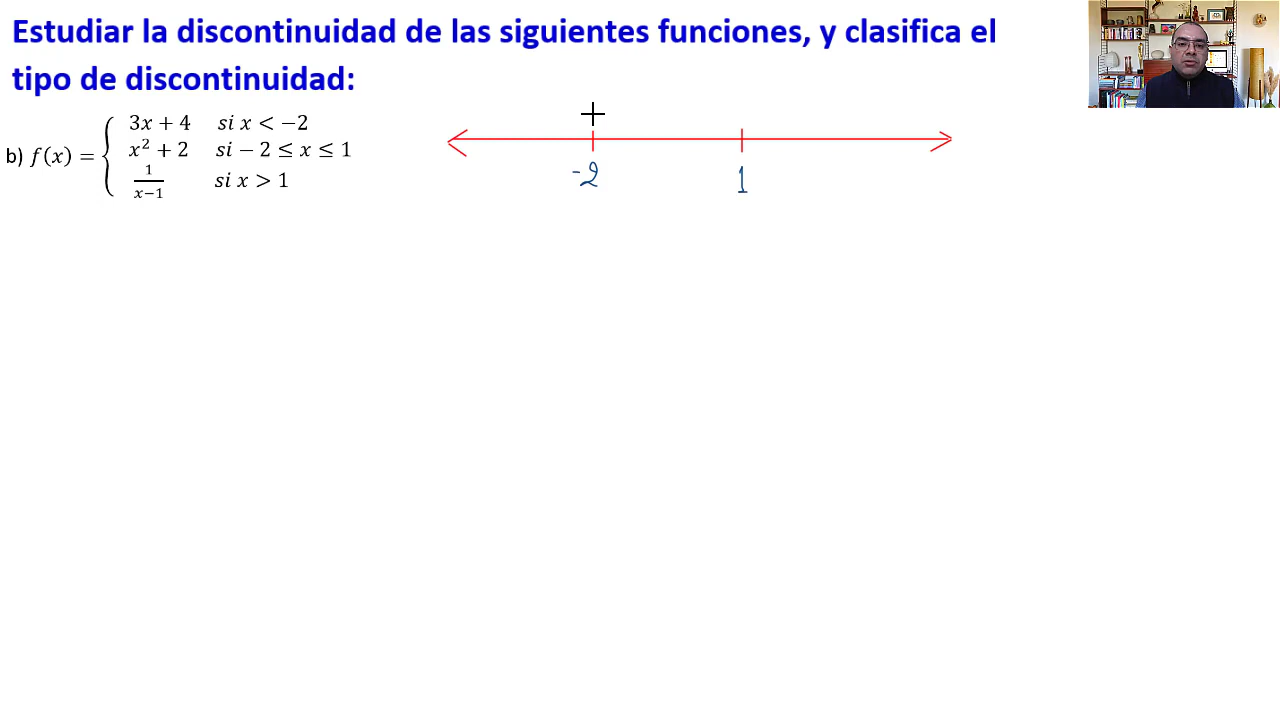 Estudiar la discontinuidad de las siguientes funciones, y clasifica el
tipo de discontinuidad:
b) f(x) = { 3x + 4 si x < −2
x² + 2 si − 2 ≤ x ≤ 1
1/(x−1) si x > 1
-2 1